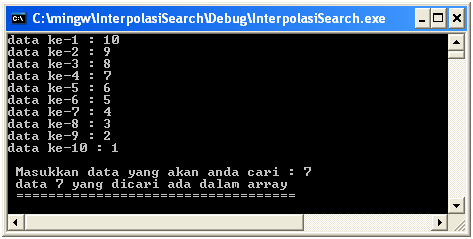 C:\mingw\InterpolasiSearch\Debug\InterpolasiSearch.exe
data ke-1 : 10
data ke-2 : 9
data ke-3 : 8
data ke-4 : 7
data ke-5 : 6
data ke-6 : 5
data ke-7 : 4
data ke-8 : 3
data ke-9 : 2
data ke-10 : 1
Masukkan data yang akan anda cari : 7
data 7 yang dicari ada dalam array
===================================